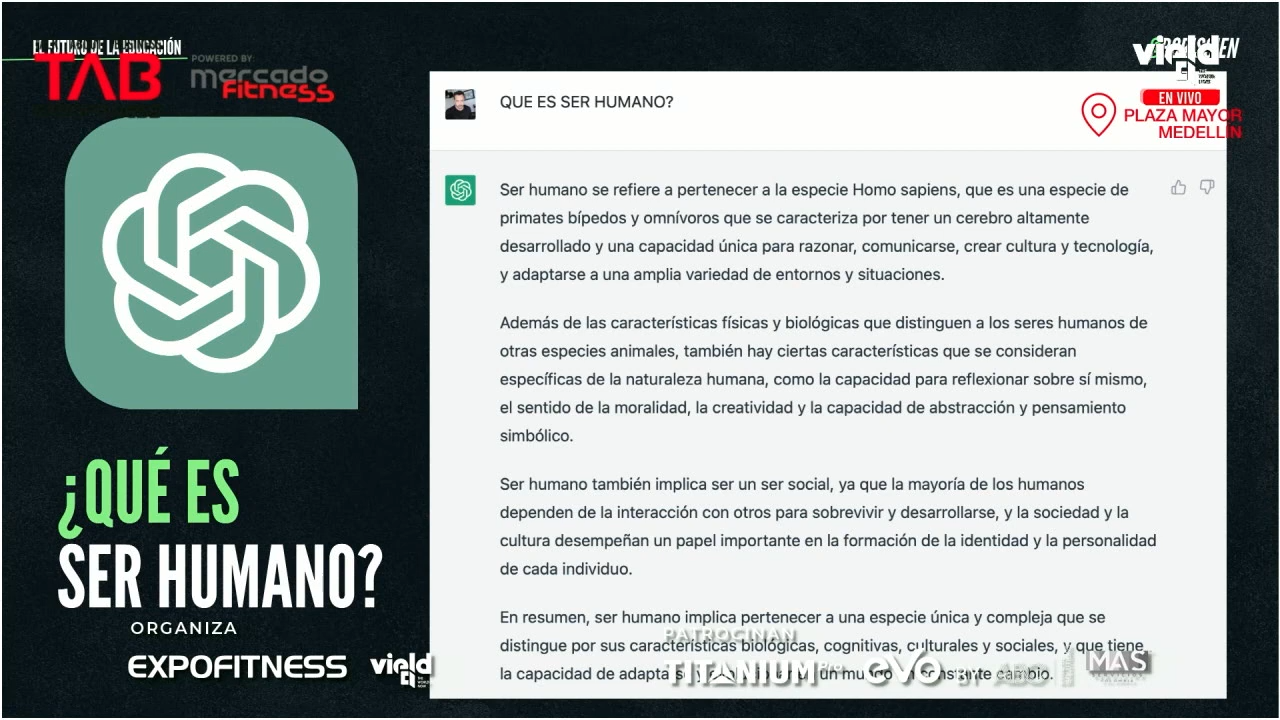 EL FUTURO DE LA EDUCACIÓN
TAB
POWERED BY:
mercado
Fitness
EN VIVO
PLAZA MAYOR
MEDELLIN
QUE ES SER HUMANO?
Ser humano se refiere a pertenecer a la especie Homo sapiens, que es una especie de
primates bípedos y omnívoros que se caracteriza por tener un cerebro altamente
desarrollado y una capacidad única para razonar, comunicarse, crear cultura y tecnología,
y adaptarse a una amplia variedad de entornos y situaciones.
Además de las características físicas y biológicas que distinguen a los seres humanos de
otras especies animales, también hay ciertas características que se consideran
específicas de la naturaleza humana, como la capacidad para reflexionar sobre sí mismo,
el sentido de la moralidad, la creatividad y la capacidad de abstracción y pensamiento
simbólico.
Ser humano también implica ser un ser social, ya que la mayoría de los humanos
dependen de la interacción con otros para sobrevivir y desarrollarse, y la sociedad y la
cultura desempeñan un papel importante en la formación de la identidad y la personalidad
de cada individuo.
En resumen, ser humano implica pertenecer a una especie única y compleja que se
distingue por sus características biológicas, cognitivas, culturales y sociales, y que tiene
la capacidad de un mundo en constante cambio.
¿QUÉ ES
SER HUMANO?
ORGANIZA
EXPOFITNESS
vield
PATROCINAN
TITANIUM
evo
MAS